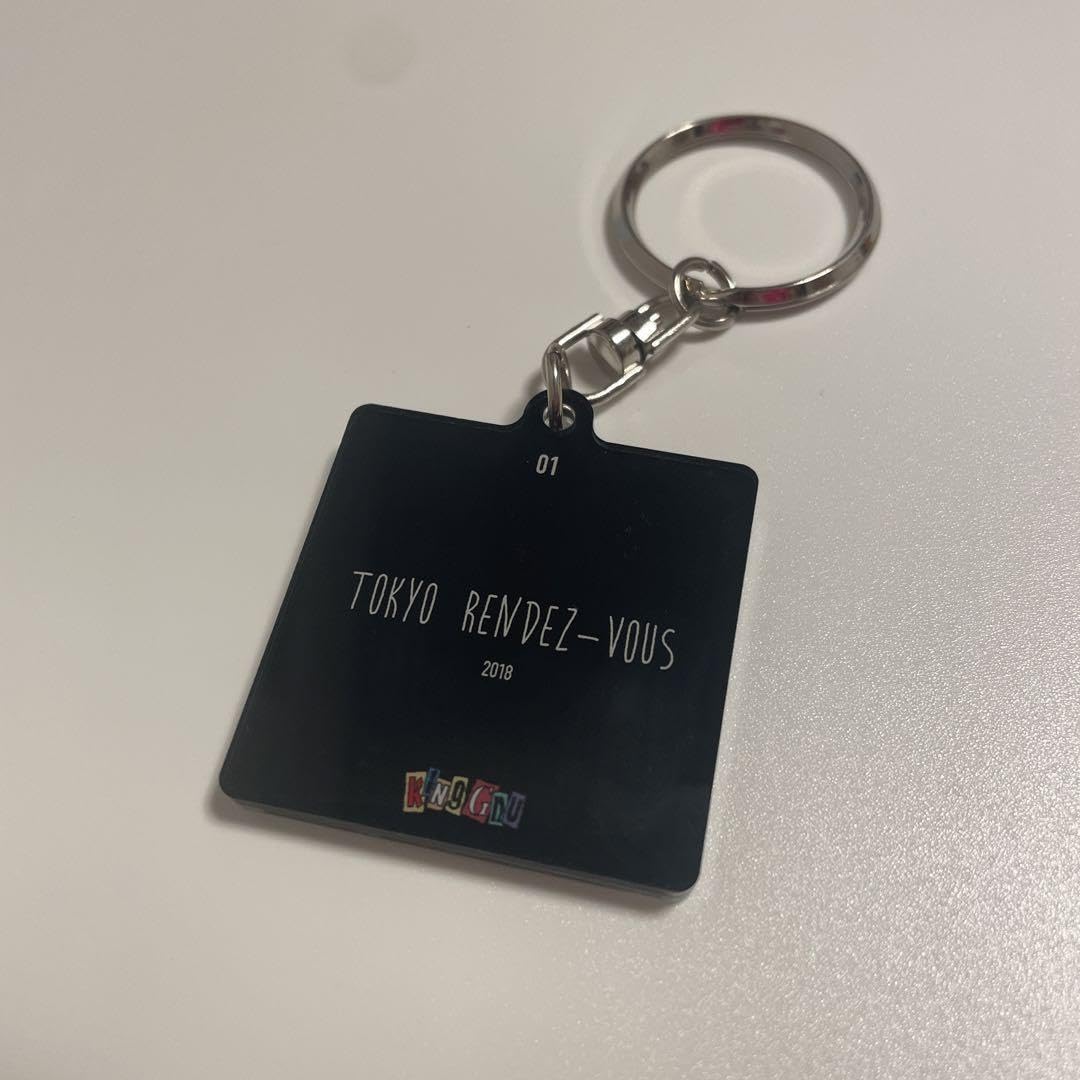 01
TOKYO RENDEZ-VOUS
2018
KiNG GNU